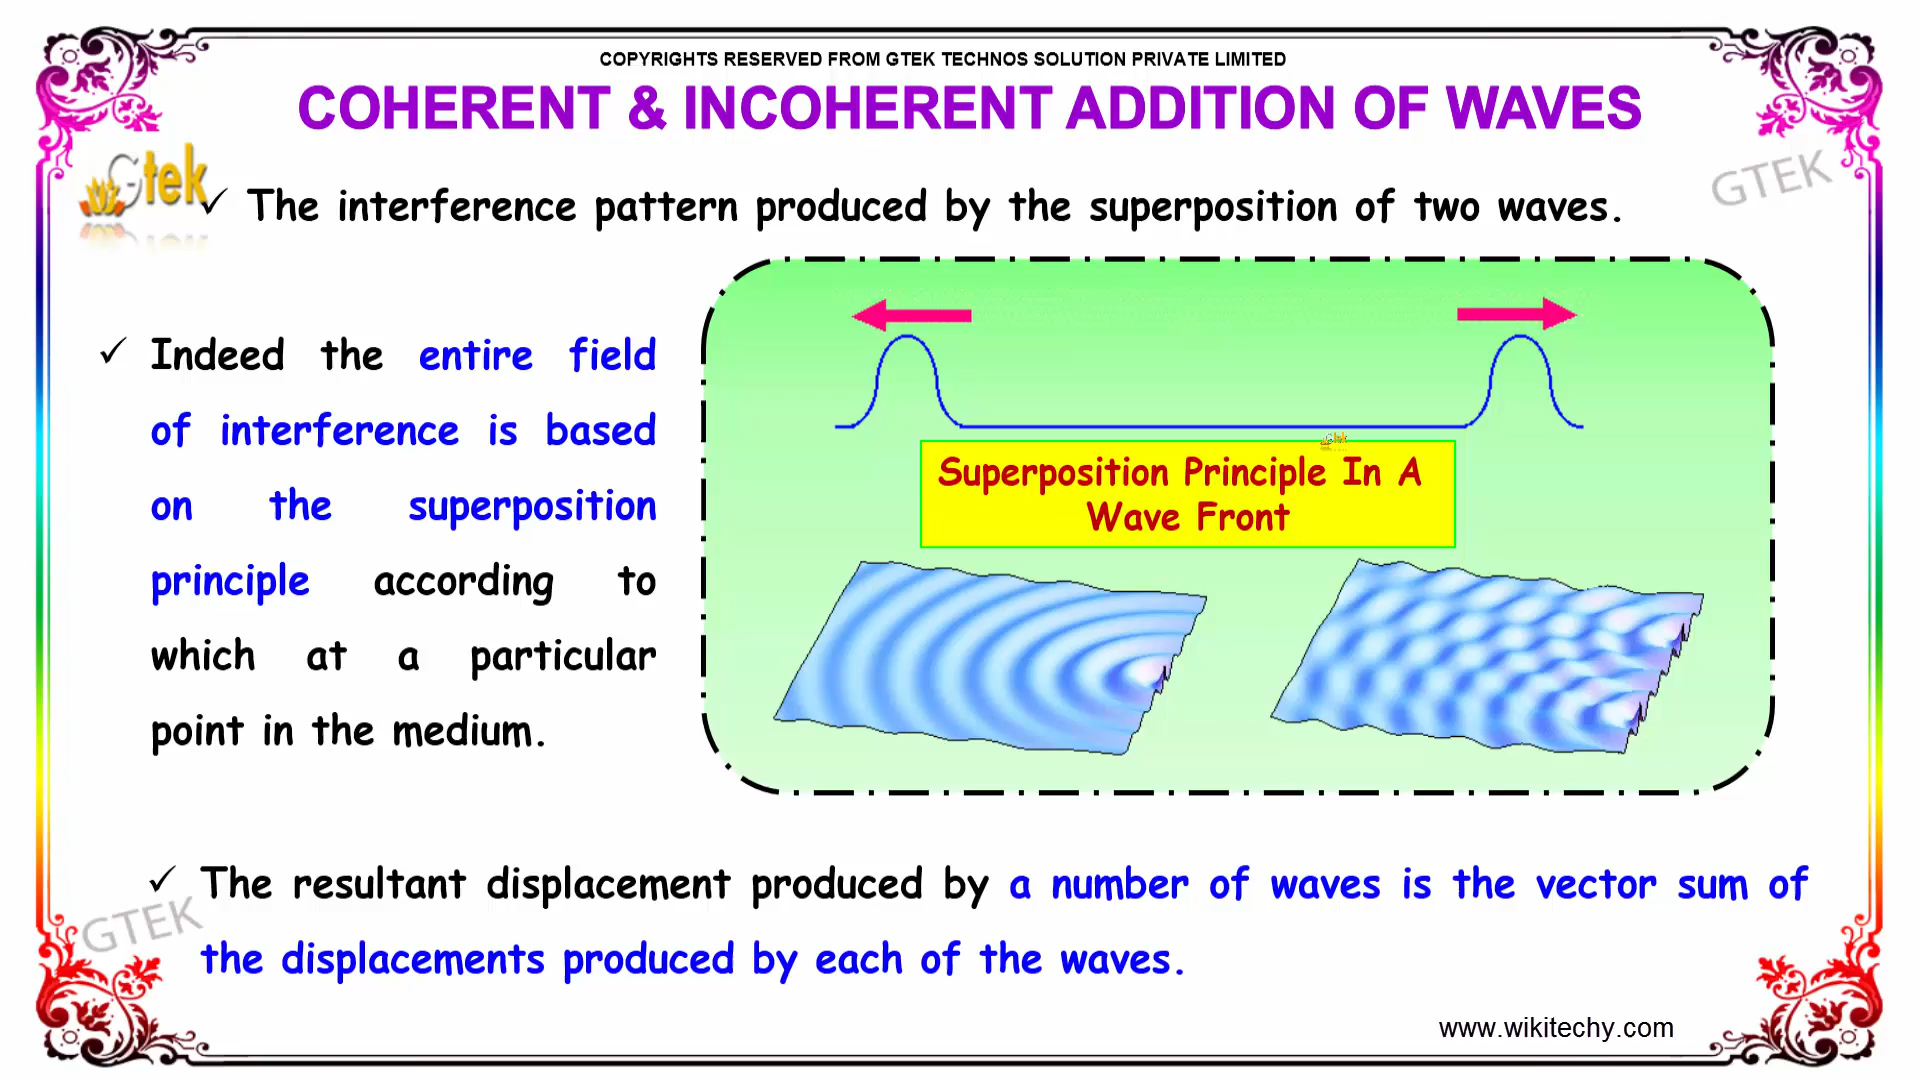 COPYRIGHTS RESERVED FROM GTEK TECHNOS SOLUTION PRIVATE LIMITED
COHERENT & INCOHERENT ADDITION OF WAVES
Gtek
GTEK
✓ The interference pattern produced by the superposition of two waves.
✓ Indeed the entire field
of interference is based
on the superposition
principle according to
which at a particular
point in the medium.
Gtek
Superposition Principle In A
Wave Front
✓ The resultant displacement produced by a number of waves is the vector sum of
the displacements produced by each of the waves.
GTEK
www.wikitechy.com